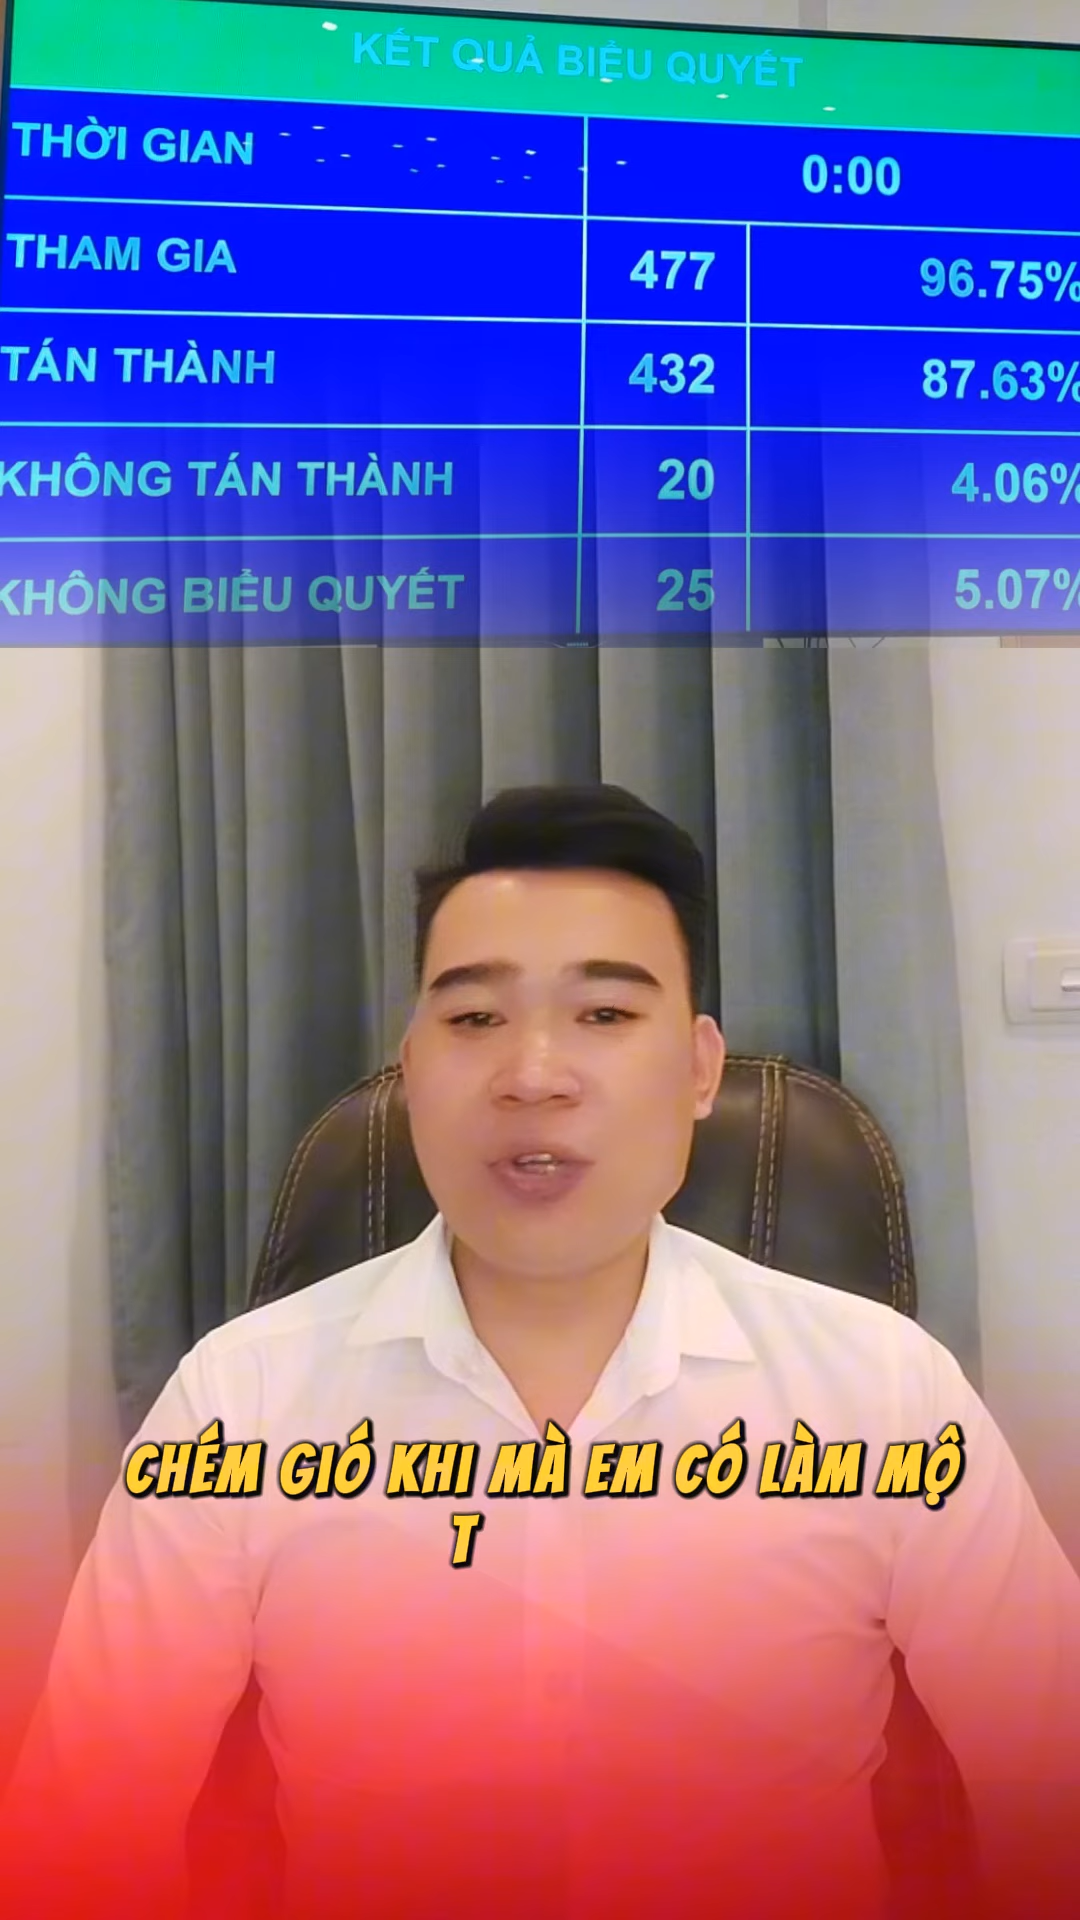 KẾT QUẢ BIỂU QUYẾT
THỜI GIAN 0:00
THAM GIA 477 96.75%
TÁN THÀNH 432 87.63%
KHÔNG TÁN THÀNH 20 4.06%
KHÔNG BIỂU QUYẾT 25 5.07%
CHÉM GIÓ KHI MÀ EM CÓ LÀM MỘ
T